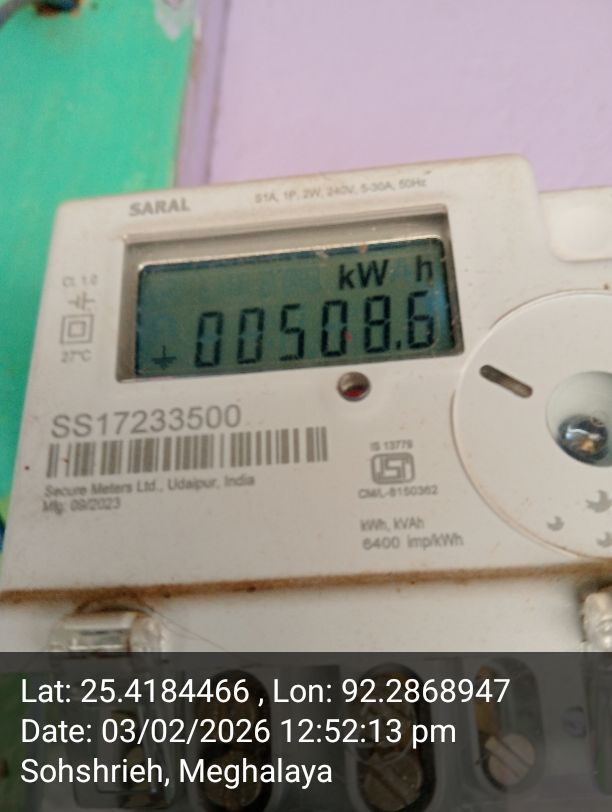 SARAL
S1A, 1P, 2W, 240V, 5-30A, 50Hz
Cl. 1.0
27°C
kW h
00508.6
SS17233500
Secure Meters Ltd., Udaipur, India
Mfg: 09/2023
IS 13779
ISI
CM/L-8150362
kWh, kVAh
6400 imp/kWh
Lat: 25.4184466 , Lon: 92.2868947
Date: 03/02/2026 12:52:13 pm
Sohshrieh, Meghalaya